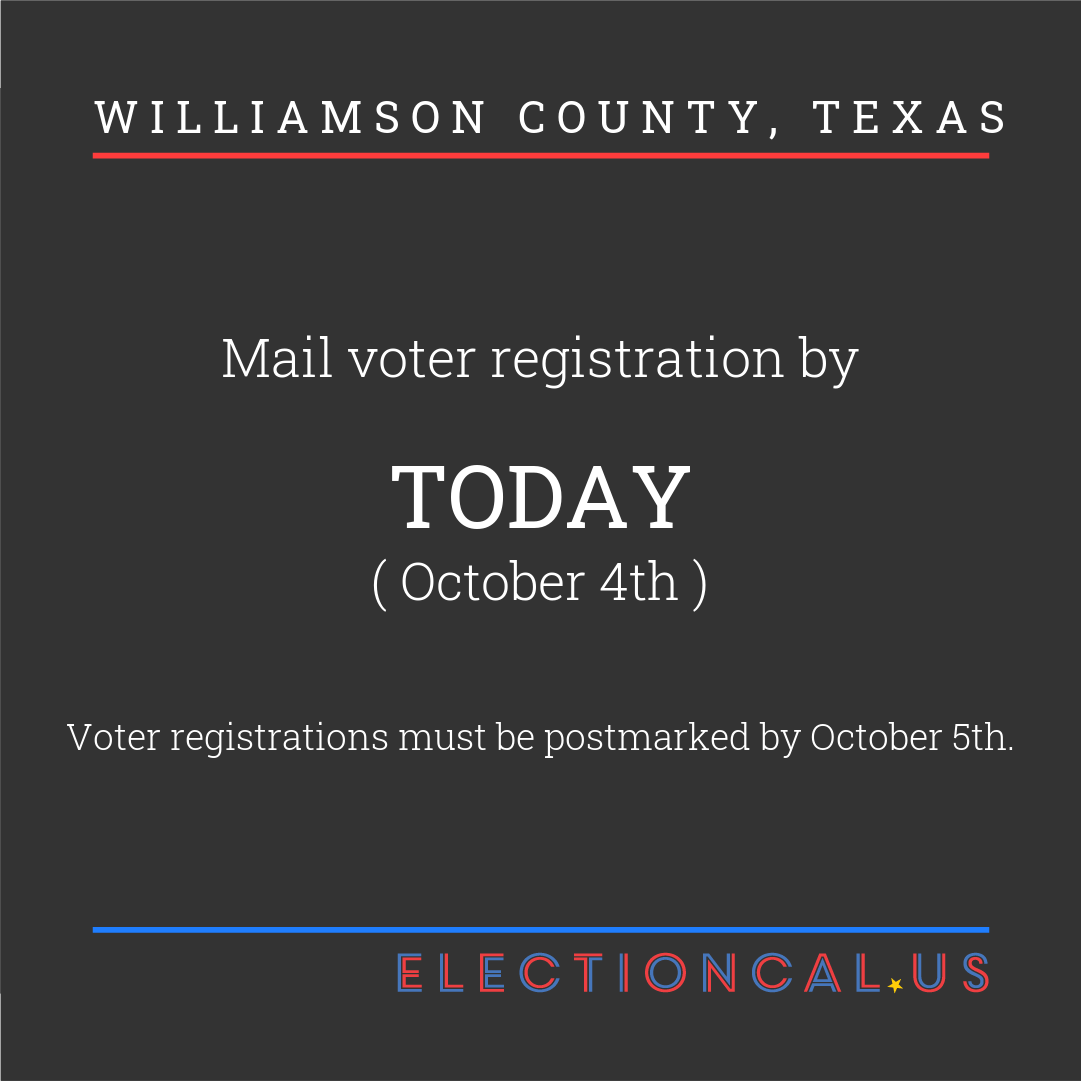 WILLIAMSON COUNTY, TEXAS
Mail voter registration by
TODAY
( October 4th )
Voter registrations must be postmarked by October 5th.
ELECTIONCAL.US